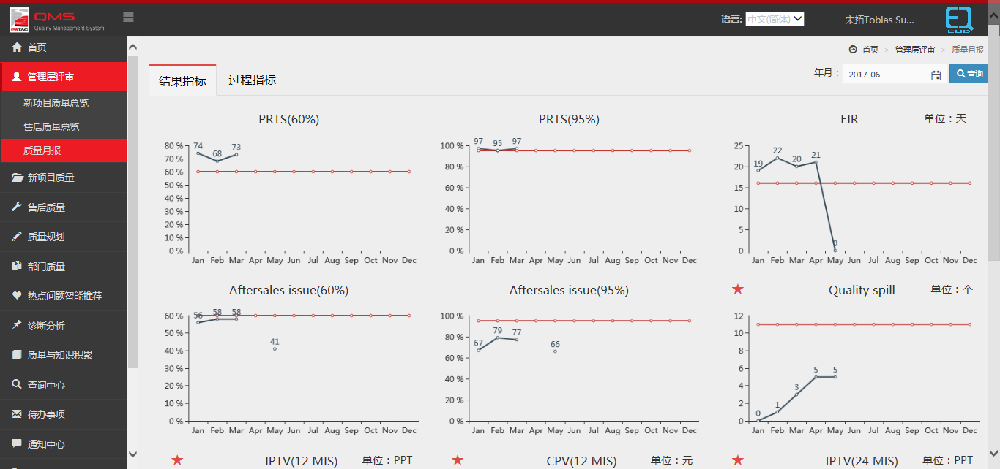 QMS
Quality Management System
PATAC
语言: 中文(简体)
宋拓Tobias Su...
首页
管理层评审
新项目质量总览
售后质量总览
质量月报
新项目质量
售后质量
质量规划
部门质量
热点问题智能推荐
诊断分析
质量与知识积累
查询中心
待办事项
通知中心
首页 > 管理层评审 > 质量月报
结果指标 过程指标
年月： 2017-06 查询
PRTS(60%)
74 68 73
80 %
70 %
60 %
50 %
40 %
30 %
20 %
10 %
0 %
Jan Feb Mar Apr May Jun Jul Aug Sep Oct Nov Dec
PRTS(95%)
97 95 97
100 %
80 %
60 %
40 %
20 %
0 %
Jan Feb Mar Apr May Jun Jul Aug Sep Oct Nov Dec
EIR 单位：天
19 22 20 21 0
25
20
15
10
5
0
Jan Feb Mar Apr May Jun Jul Aug Sep Oct Nov Dec
Aftersales issue(60%)
56 58 58 41
60 %
50 %
40 %
30 %
20 %
10 %
0 %
Jan Feb Mar Apr May Jun Jul Aug Sep Oct Nov Dec
Aftersales issue(95%)
67 79 77 66
100 %
80 %
60 %
40 %
20 %
0 %
Jan Feb Mar Apr May Jun Jul Aug Sep Oct Nov Dec
Quality spill 单位：个
0 1 3 5 5
12
10
8
6
4
2
0
Jan Feb Mar Apr May Jun Jul Aug Sep Oct Nov Dec
IPTV(12 MIS) 单位：PPT
CPV(12 MIS) 单位：元
IPTV(24 MIS) 单位：PPT